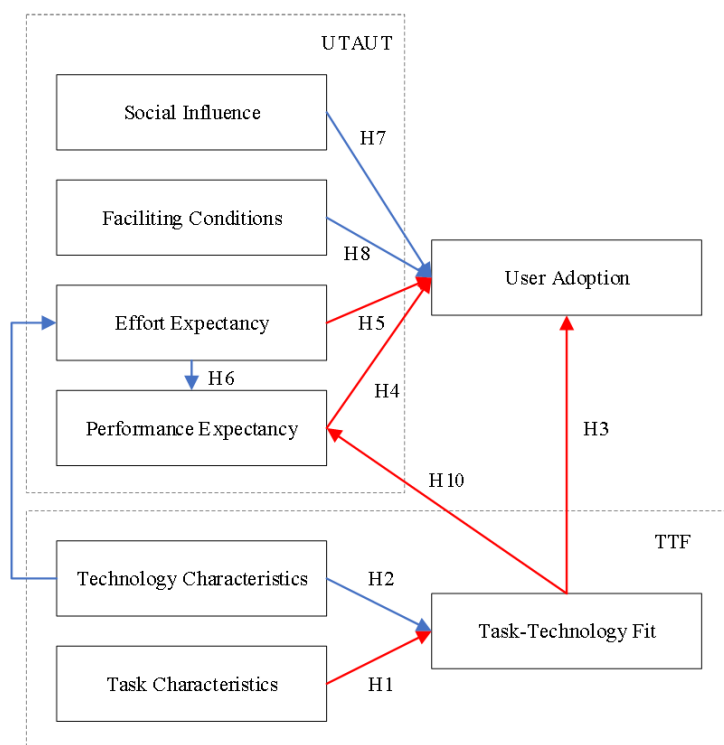 UTAUT
Social Influence
H7
Faciliting Conditions
H8
User Adoption
Effort Expectancy
H5
H6
H4
Performance Expectancy
H3
H10
TTF
Technology Characteristics
H2
Task-Technology Fit
Task Characteristics
H1